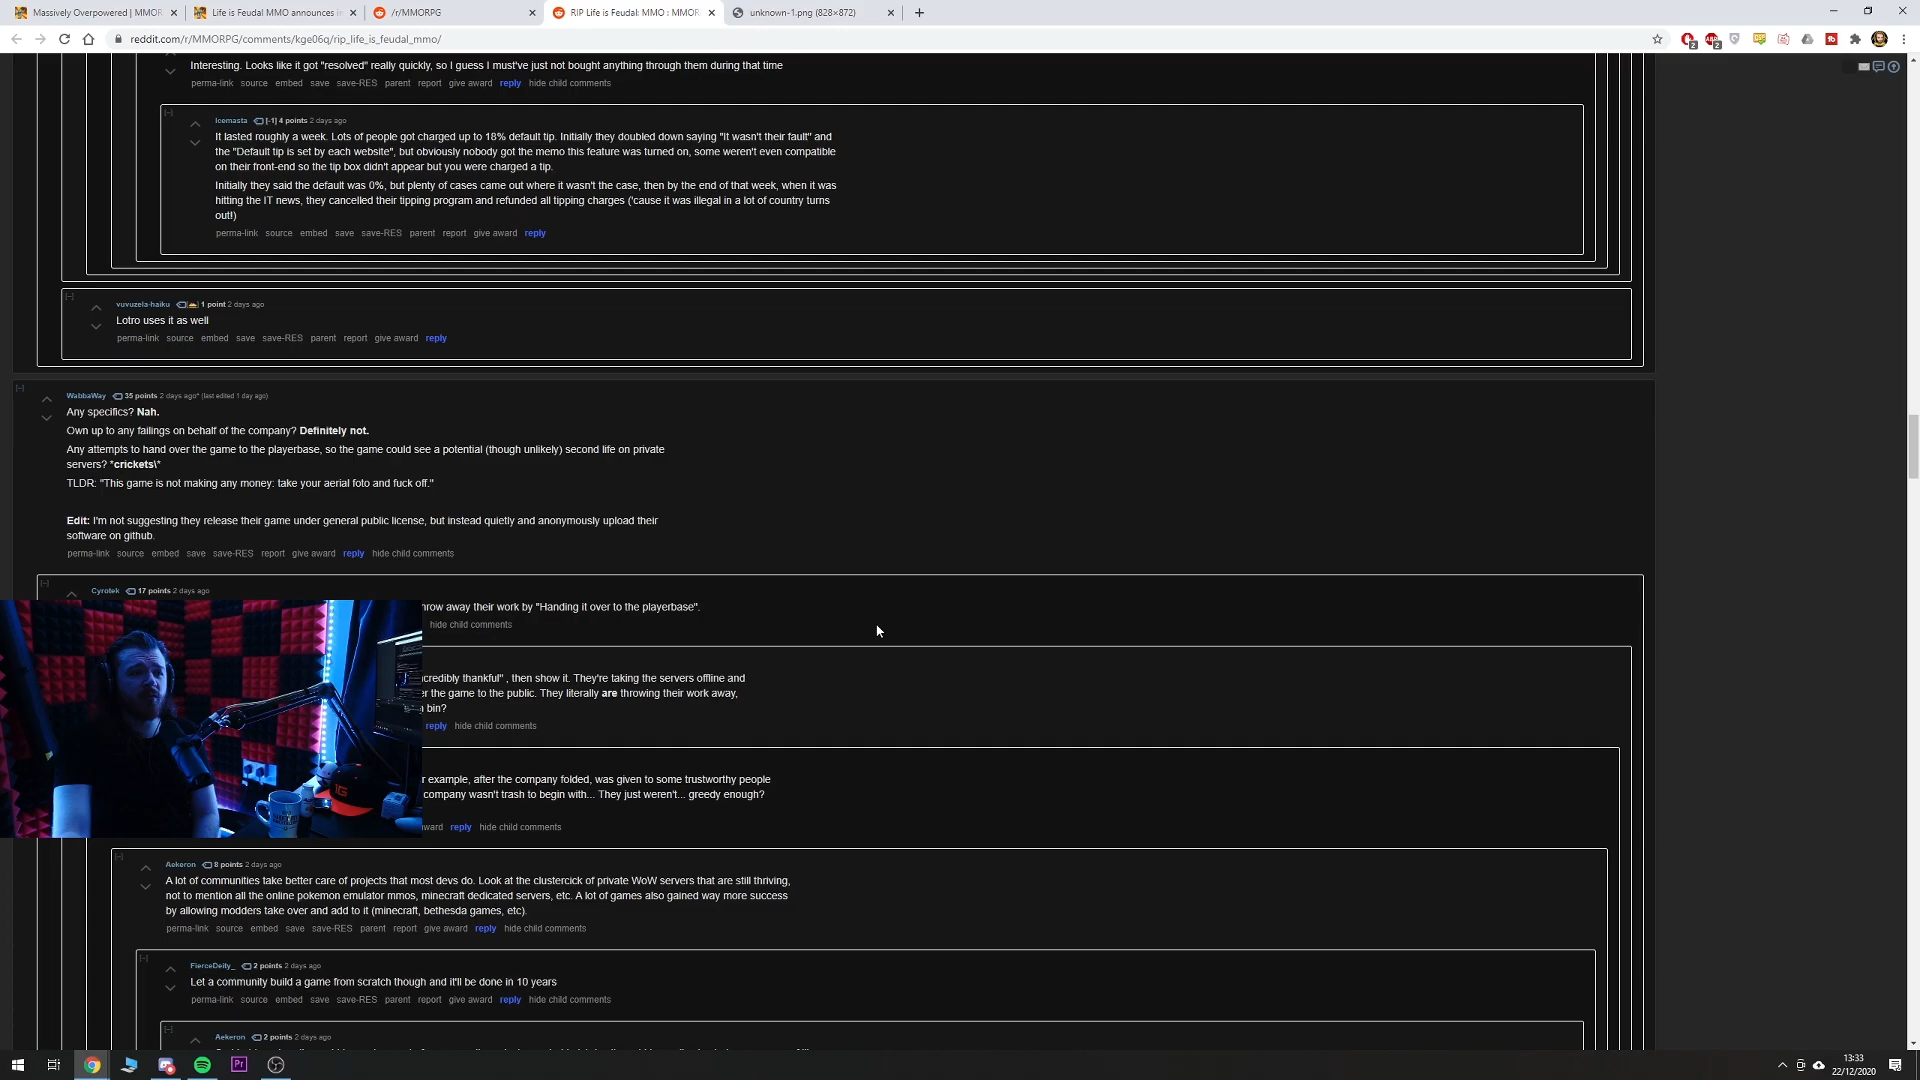 Massively Overpowered | MMOR
Life is Feudal MMO announces in
/r/MMORPG
RIP Life is Feudal: MMO : MMOR
unknown-1.png (828×872)
reddit.com/r/MMORPG/comments/kge06q/rip_life_is_feudal_mmo/
Interesting. Looks like it got "resolved" really quickly, so I guess I must've just not bought anything through them during that time
perma-link source embed save save-RES parent report give award reply hide child comments
Icemasta [-1] 4 points 2 days ago
It lasted roughly a week. Lots of people got charged up to 18% default tip. Initially they doubled down saying "It wasn't their fault" and
the "Default tip is set by each website", but obviously nobody got the memo this feature was turned on, some weren't even compatible
on their front-end so the tip box didn't appear but you were charged a tip.
Initially they said the default was 0%, but plenty of cases came out where it wasn't the case, then by the end of that week, when it was
hitting the IT news, they cancelled their tipping program and refunded all tipping charges ('cause it was illegal in a lot of country turns
out!)
perma-link source embed save save-RES parent report give award reply
vuvuzela-haiku 1 point 2 days ago
Lotro uses it as well
perma-link source embed save save-RES parent report give award reply
WabbaWay 35 points 2 days ago* (last edited 1 day ago)
Any specifics? Nah.
Own up to any failings on behalf of the company? Definitely not.
Any attempts to hand over the game to the playerbase, so the game could see a potential (though unlikely) second life on private
servers? *crickets\*
TLDR: "This game is not making any money: take your aerial foto and fuck off."
Edit: I'm not suggesting they release their game under general public license, but instead quietly and anonymously upload their
software on github.
perma-link source embed save save-RES report give award reply hide child comments
Cyrotek 17 points 2 days ago
hrow away their work by "Handing it over to the playerbase".
hide child comments
ncredibly thankful" , then show it. They're taking the servers offline and
er the game to the public. They literally are throwing their work away,
bin?
reply hide child comments
r example, after the company folded, was given to some trustworthy people
company wasn't trash to begin with... They just weren't... greedy enough?
ward reply hide child comments
Aekeron 8 points 2 days ago
A lot of communities take better care of projects that most devs do. Look at the clustercick of private WoW servers that are still thriving,
not to mention all the online pokemon emulator mmos, minecraft dedicated servers, etc. A lot of games also gained way more success
by allowing modders take over and add to it (minecraft, bethesda games, etc).
perma-link source embed save save-RES parent report give award reply hide child comments
FierceDeity_ 2 points 2 days ago
Let a community build a game from scratch though and it'll be done in 10 years
perma-link source embed save save-RES parent report give award reply hide child comments
Aekeron 2 points 2 days ago
13:33
22/12/2020